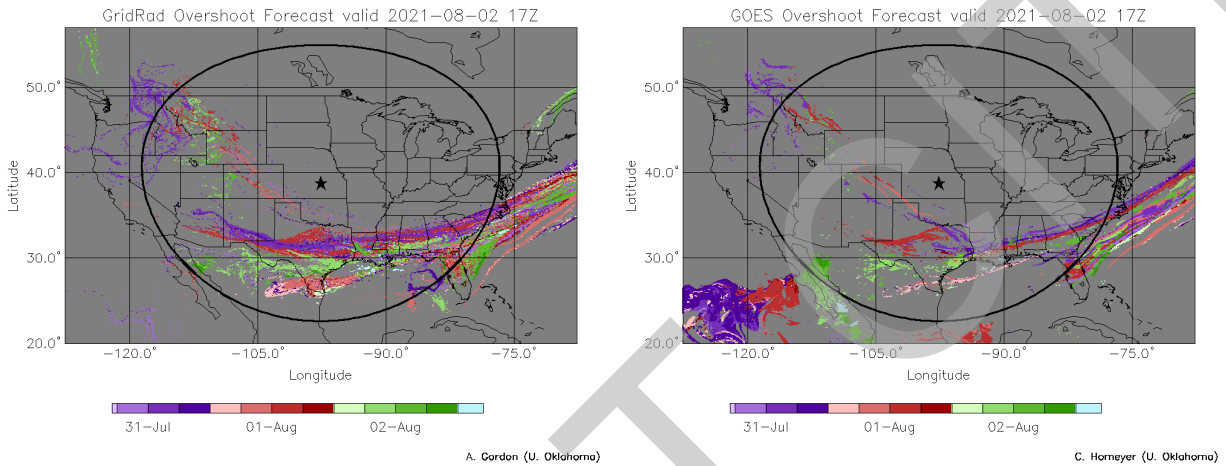 GridRad Overshoot Forecast valid 2021-08-02 17Z
50.0°
40.0°
30.0°
20.0°
Latitude
-120.0° -105.0° -90.0° -75.0°
Longitude
31-Jul 01-Aug 02-Aug
A. Gordon (U. Oklahoma)
GOES Overshoot Forecast valid 2021-08-02 17Z
50.0°
40.0°
30.0°
20.0°
Latitude
-120.0° -105.0° -90.0° -75.0°
Longitude
31-Jul 01-Aug 02-Aug
C. Homeyer (U. Oklahoma)